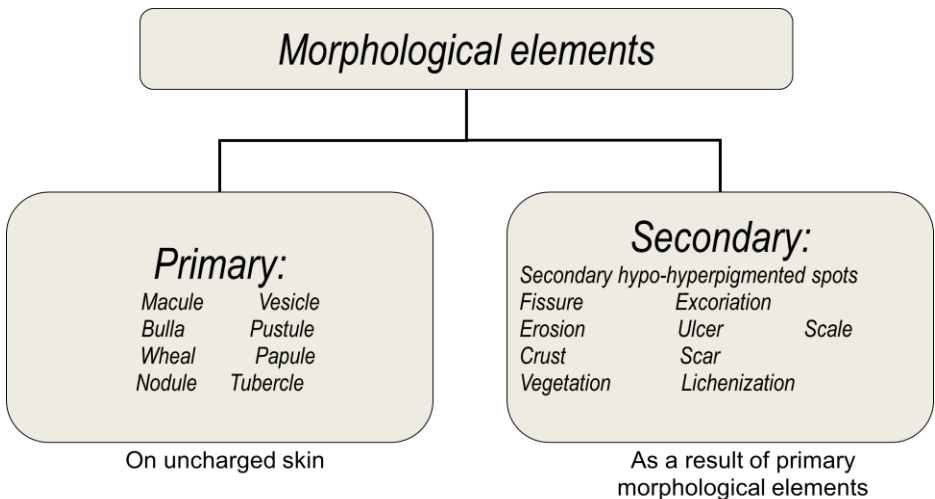 Morphological elements
Primary:
Macule Vesicle
Bulla Pustule
Wheal Papule
Nodule Tubercle
On uncharged skin
Secondary:
Secondary hypo-hyperpigmented spots
Fissure Excoriation
Erosion Ulcer Scale
Crust Scar
Vegetation Lichenization
As a result of primary
morphological elements